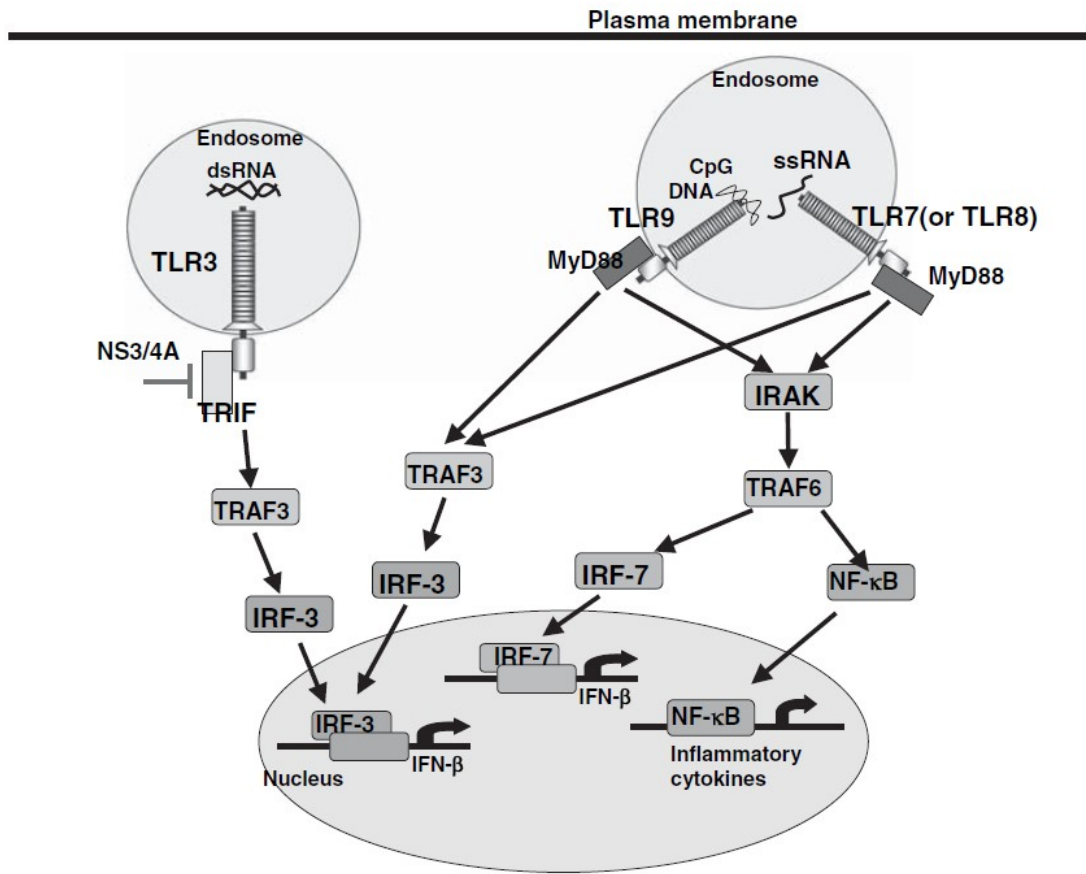 Plasma membrane
Endosome
dsRNA
TLR3
NS3/4A
TRIF
TRAF3
IRF-3
Endosome
CpG
DNA
ssRNA
TLR9
TLR7(or TLR8)
MyD88
MyD88
IRAK
TRAF3
TRAF6
IRF-3
IRF-7
NF-κB
IRF-7
IFN-β
IRF-3
IFN-β
NF-κB
Inflammatory
cytokines
Nucleus